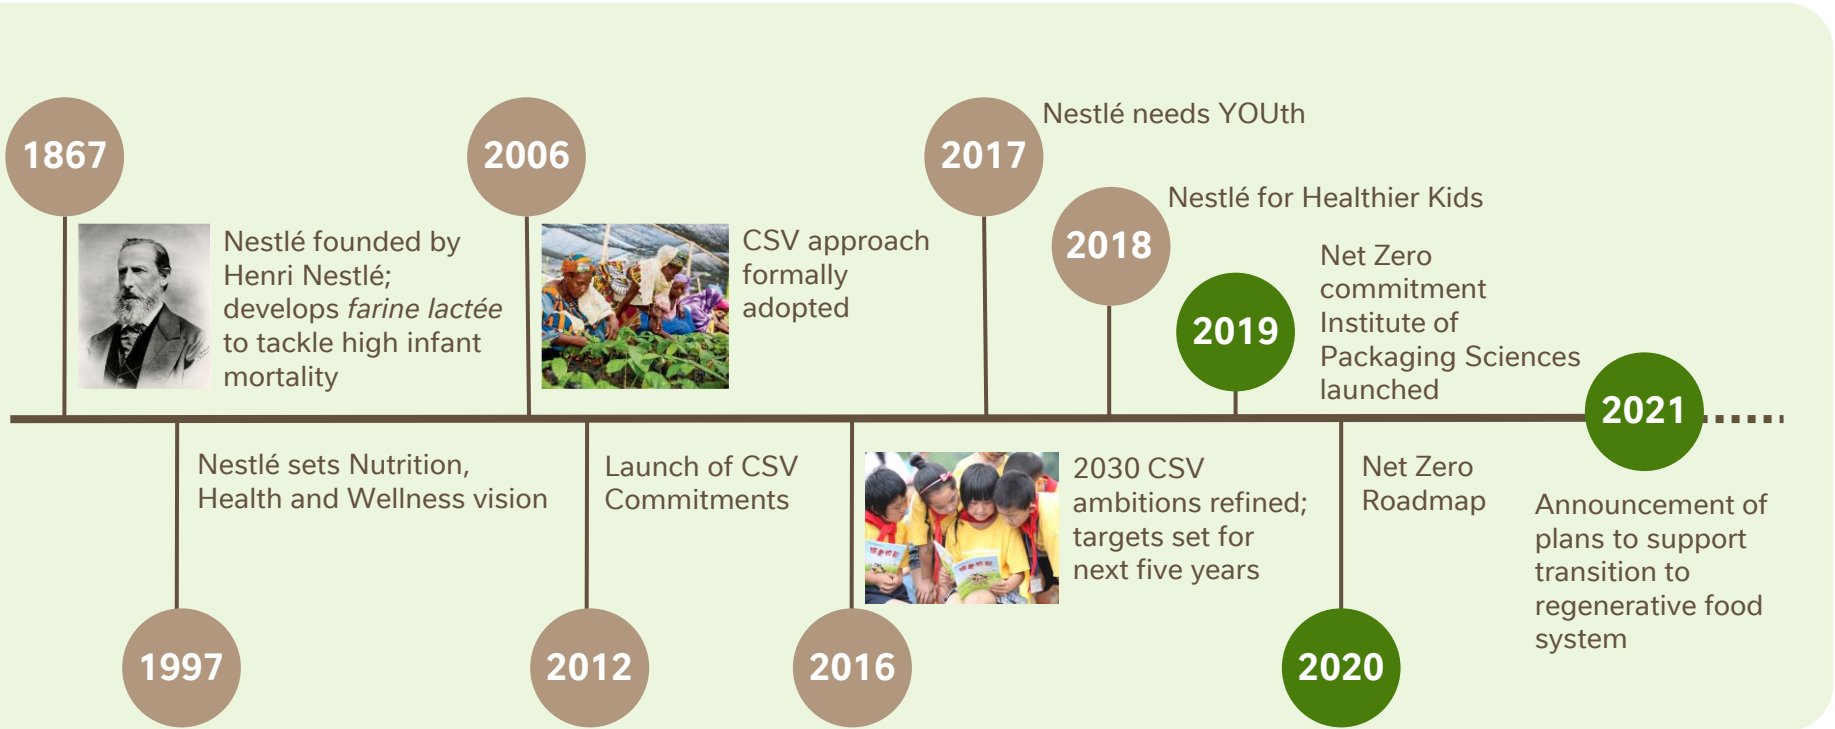 1867
Nestlé founded by
Henri Nestlé;
develops farine lactée
to tackle high infant
mortality
1997
Nestlé sets Nutrition,
Health and Wellness vision
2006
CSV approach
formally
adopted
2012
Launch of CSV
Commitments
2016
2030 CSV
ambitions refined;
targets set for
next five years
2017
Nestlé needs YOUth
2018
Nestlé for Healthier Kids
2019
Net Zero
commitment
Institute of
Packaging Sciences
launched
2020
Net Zero
Roadmap
2021
Announcement of
plans to support
transition to
regenerative food
system